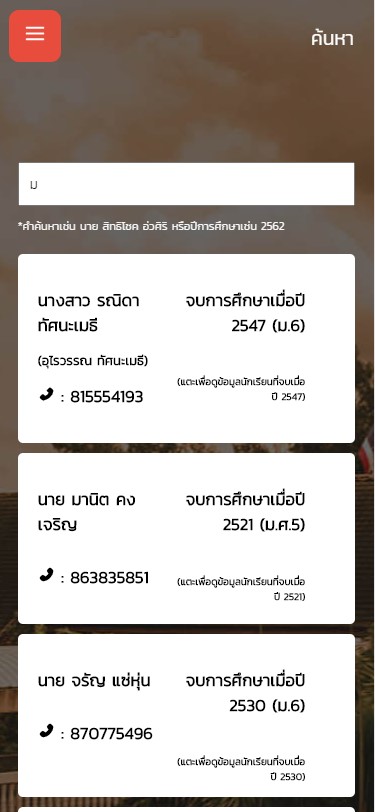 ค้นหา
ม
*คำค้นหาเช่น นาย สิทธิโชค อ่วศิริ หรือปีการศึกษาเช่น 2562
นางสาว รณิดา
ทัศนะเมธี
จบการศึกษาเมื่อปี
2547 (ม.6)
(อุไรวรรณ ทัศนะเมธี)
: 815554193
(แตะเพื่อดูข้อมูลนักเรียนที่จบเมื่อ
ปี 2547)
นาย มานิต คง
เจริญ
จบการศึกษาเมื่อปี
2521 (ม.ศ.5)
: 863835851
(แตะเพื่อดูข้อมูลนักเรียนที่จบเมื่อ
ปี 2521)
นาย จรัญ แซ่หุ่น
จบการศึกษาเมื่อปี
2530 (ม.6)
: 870775496
(แตะเพื่อดูข้อมูลนักเรียนที่จบเมื่อ
ปี 2530)